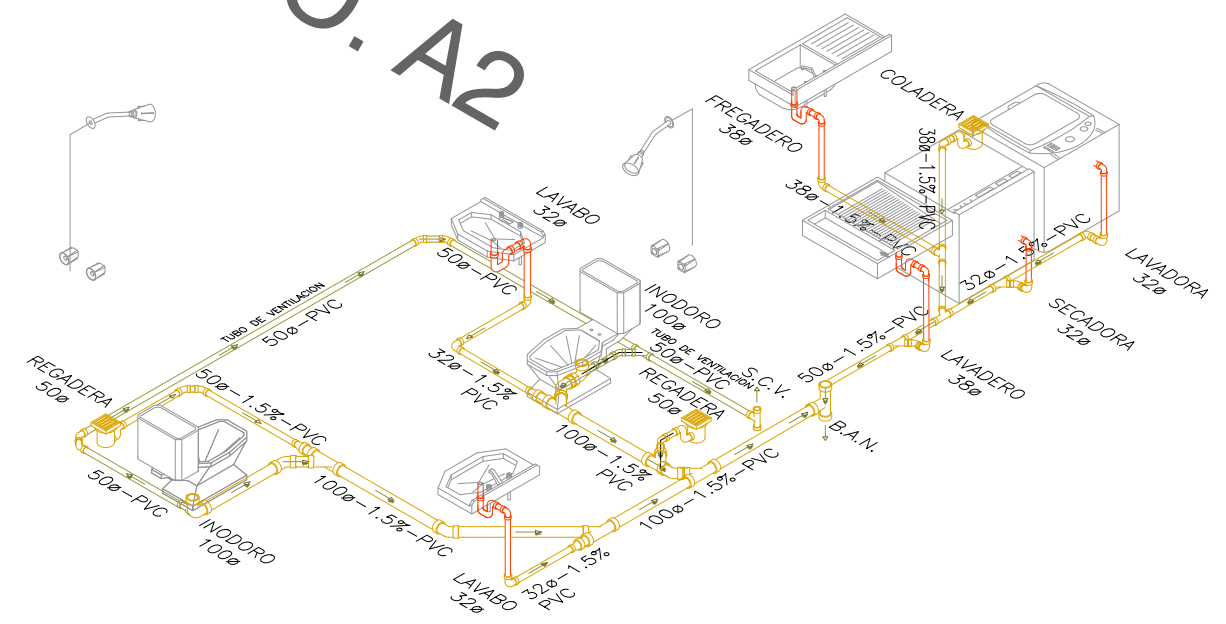 O. A2
FREGADERO
38ø
COLADERA
38ø-1.5%-PVC
38ø-1.5%-PVC
LAVABO
32ø
50ø-PVC
TUBO DE VENTILACION
50ø-PVC
INODORO
100ø
TUBO DE VENTILACION
50ø-PVC
32ø-1.5%-PVC
LAVADORA
32ø
SECADORA
32ø
50ø-1.5%-PVC
LAVADERO
38ø
REGADERA
50ø
50ø-1.5%-PVC
32ø-1.5%
PVC
REGADERA
50ø
S.C.V.
B.A.N.
100ø-1.5%
PVC
50ø-PVC
INODORO
100ø
100ø-1.5%-PVC
100ø-1.5%-PVC
LAVABO
32ø
32ø-1.5%
PVC